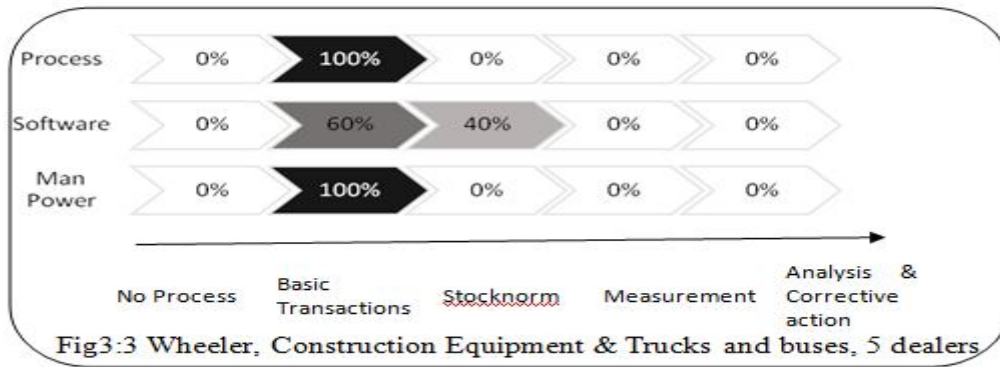 Process 0% 100% 0% 0% 0%
Software 0% 60% 40% 0% 0%
Man
Power 0% 100% 0% 0% 0%
No Process
Basic
Transactions
Stocknorm
Measurement
Analysis &
Corrective
action
Fig3:3 Wheeler, Construction Equipment & Trucks and buses, 5 dealers